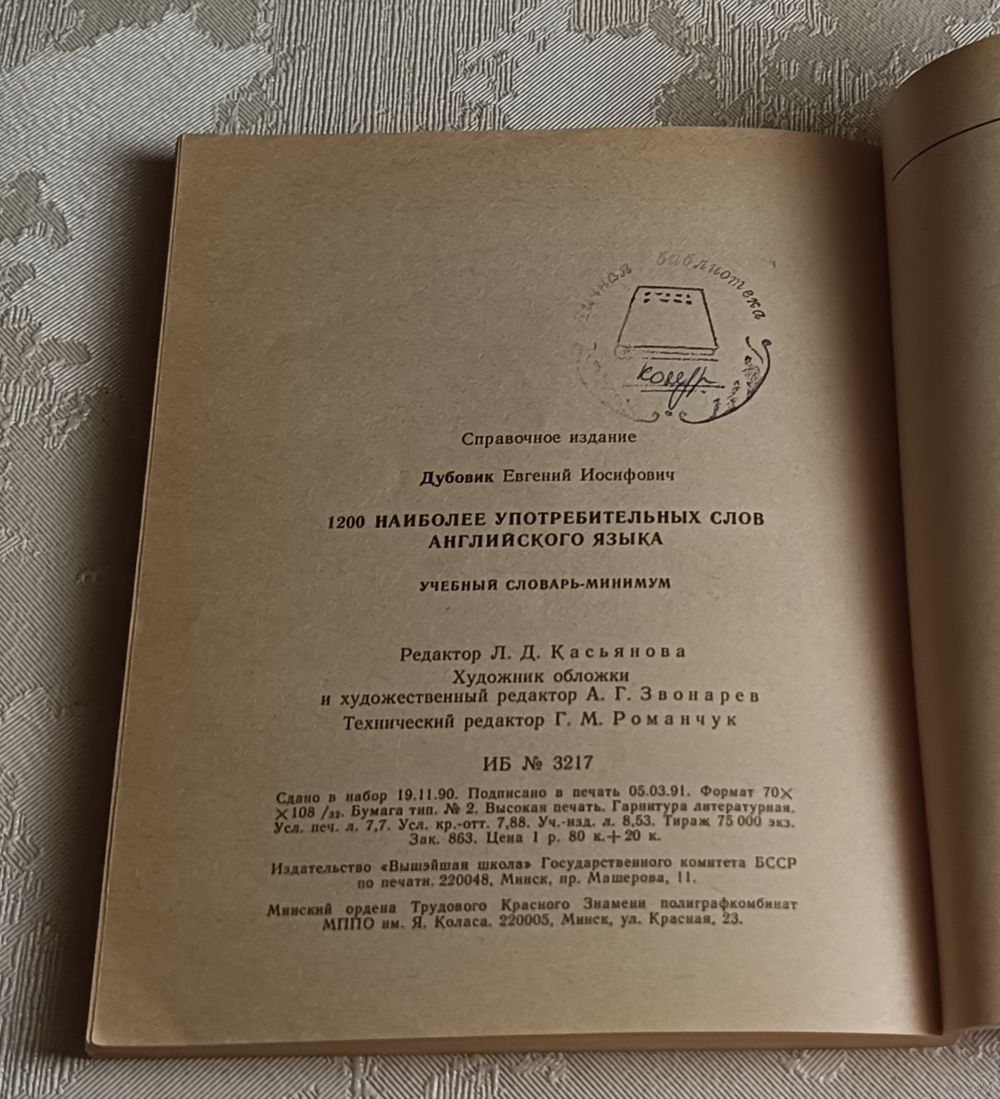 библиотека
Справочное издание
Дубовик Евгений Иосифович
1200 НАИБОЛЕЕ УПОТРЕБИТЕЛЬНЫХ СЛОВ
АНГЛИЙСКОГО ЯЗЫКА
УЧЕБНЫЙ СЛОВАРЬ-МИНИМУМ
Редактор Л. Д. Касьянова
Художник обложки
и художественный редактор А. Г. Звонарев
Технический редактор Г. М. Романчук
ИБ № 3217
Сдано в набор 19.11.90. Подписано в печать 05.03.91. Формат 70×
×108 /₃₂. Бумага тип. № 2. Высокая печать. Гарнитура литературная.
Усл. печ. л. 7,7. Усл. кр.-отт. 7,88. Уч.-изд. л. 8,53. Тираж 75 000 экз.
Зак. 863. Цена 1 р. 80 к.+20 к.
Издательство «Вышэйшая школа» Государственного комитета БССР
по печати. 220048, Минск, пр. Машерова, 11.
Минский ордена Трудового Красного Знамени полиграфкомбинат
МППО им. Я. Коласа. 220005, Минск, ул. Красная, 23.